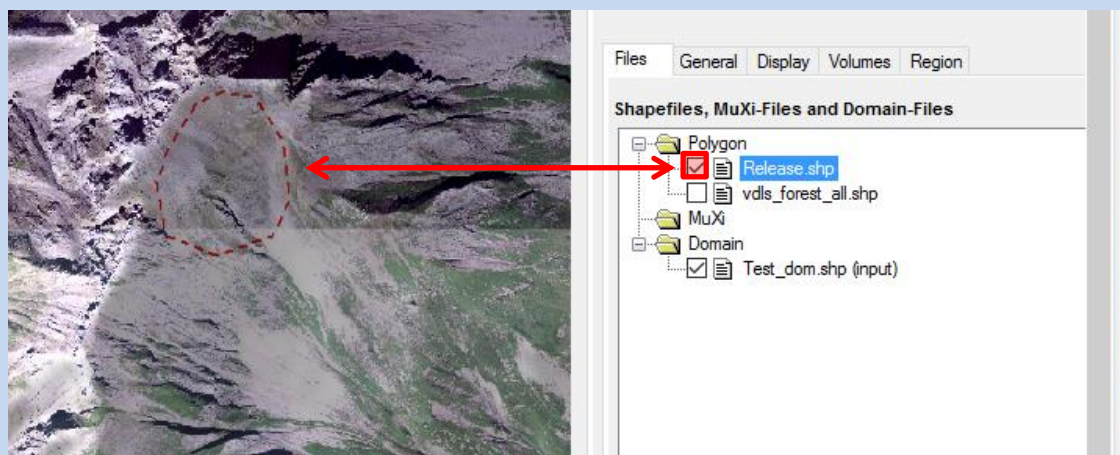 Files General Display Volumes Region
Shapefiles, MuXi-Files and Domain-Files
Polygon
Release.shp
vdls_forest_all.shp
MuXi
Domain
Test_dom.shp (input)